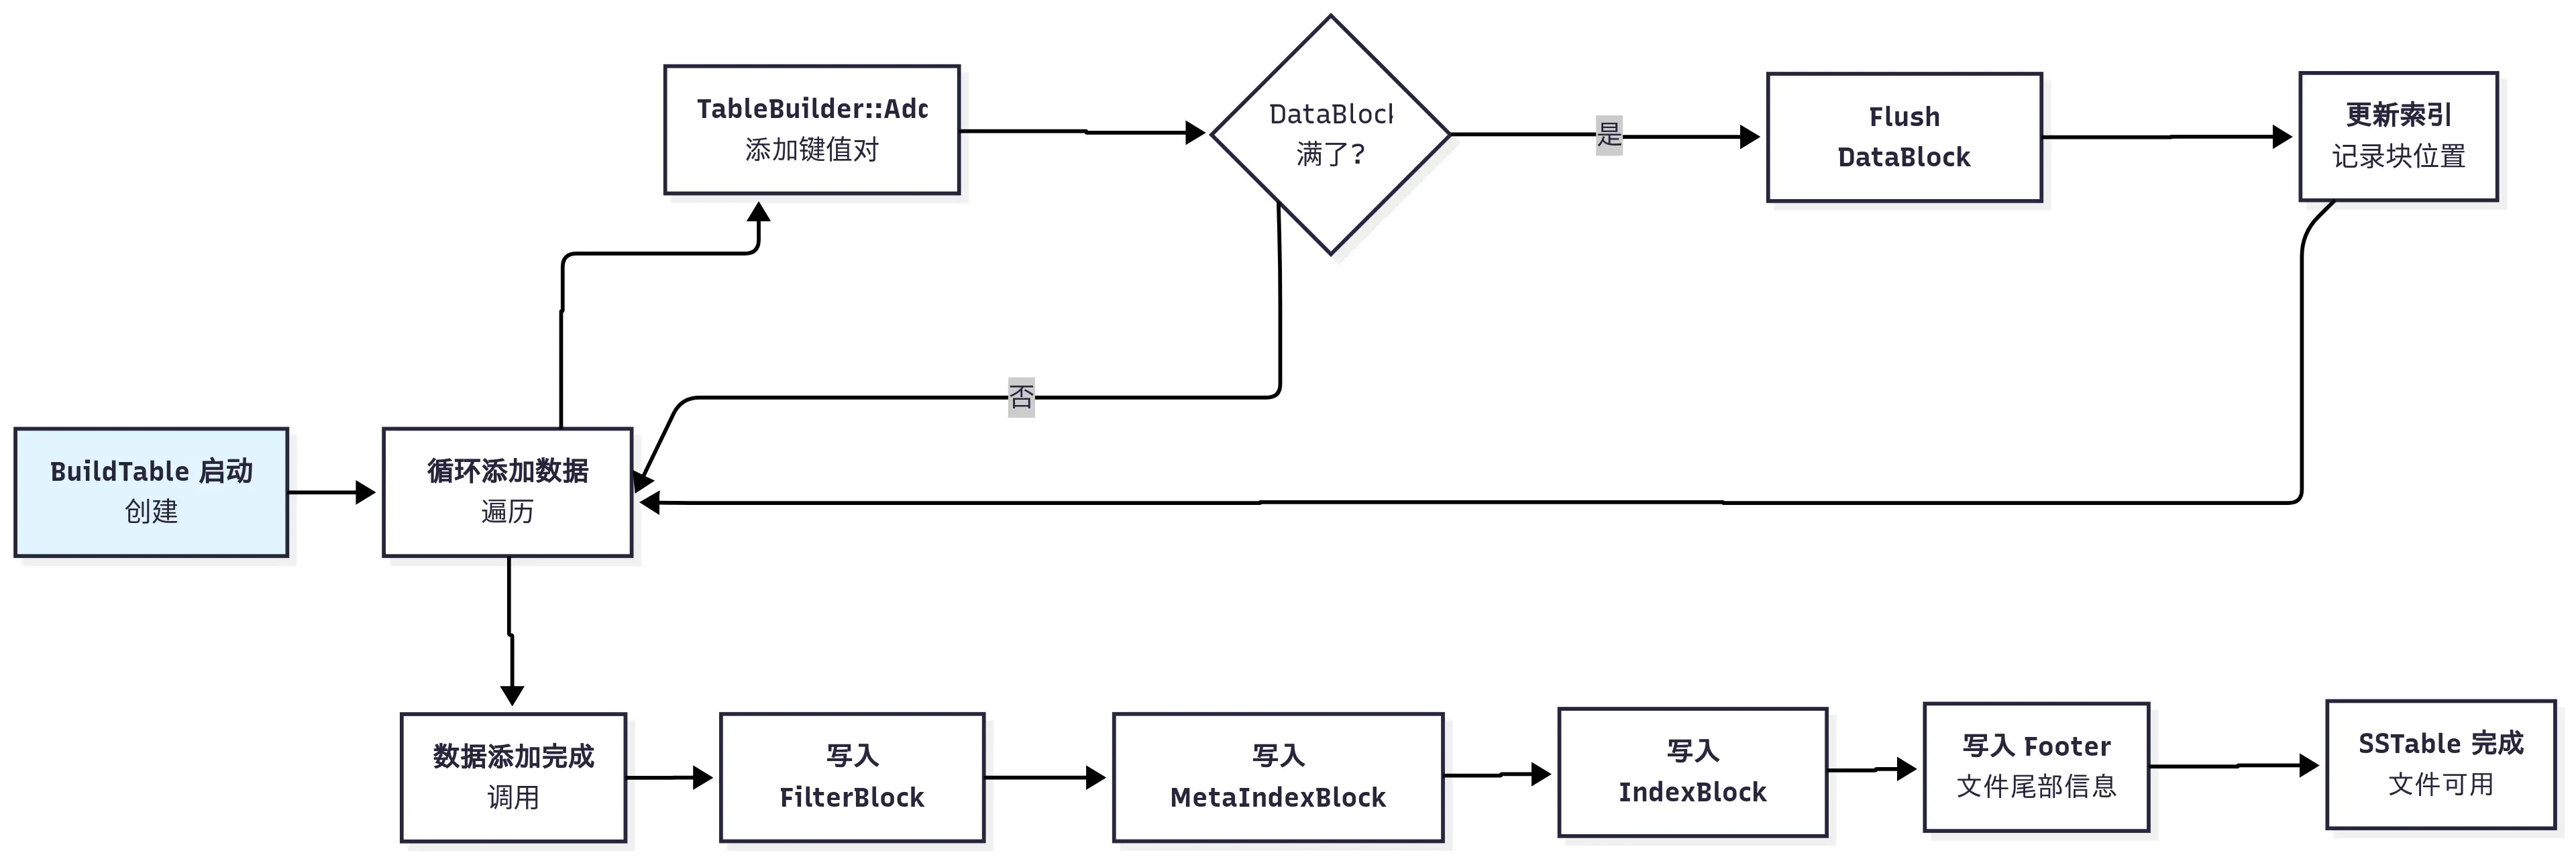 TableBuilder::Add
添加键值对
DataBlock
满了?
是
Flush
DataBlock
更新索引
记录块位置
否
BuildTable 启动
创建
循环添加数据
遍历
数据添加完成
调用
写入
FilterBlock
写入
MetaIndexBlock
写入
IndexBlock
写入 Footer
文件尾部信息
SSTable 完成
文件可用